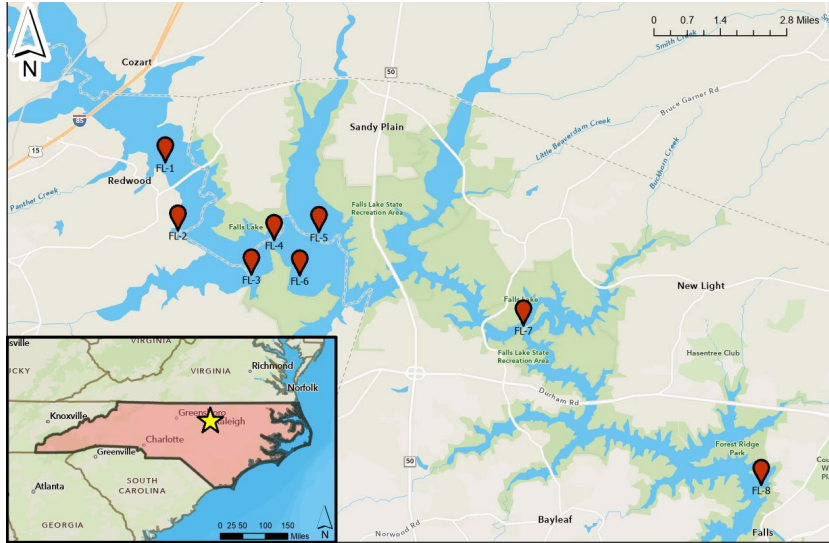 N
Cozart
0 0.7 1.4 2.8 Miles
Smith Creek
50
85
Sandy Plain
Bruce Garner Rd
15
Little Beaverdam Creek
Buckhorn Creek
FL-1
Redwood
Panther Creek
Falls Lake State
Recreation Area
FL-2
Falls Lake
FL-4
FL-5
FL-3
FL-6
New Light
Falls Lake
FL-7
Falls Lake State
Recreation Area
Hasentree Club
Durham Rd
Forest Ridge
Park
FL-8
50
Norwood Rd
Bayleaf
Falls
VIRGINIA
VIRGINIA
Richmond
Norfolk
Knoxville
Greensboro
Charlotte
Greenville
SOUTH
CAROLINA
Atlanta
GEORGIA
0 25 50 100 150
Miles
N